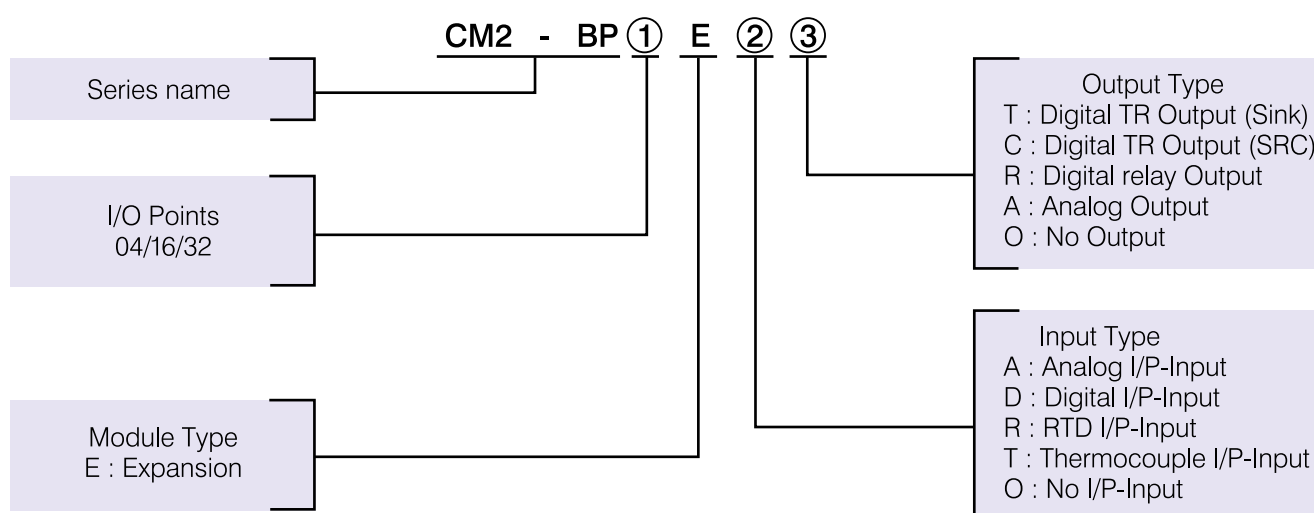 CM2 - BP① E ② ③
Series name
I/O Points
04/16/32
Module Type
E : Expansion
Output Type
T : Digital TR Output (Sink)
C : Digital TR Output (SRC)
R : Digital relay Output
A : Analog Output
O : No Output
Input Type
A : Analog I/P-Input
D : Digital I/P-Input
R : RTD I/P-Input
T : Thermocouple I/P-Input
O : No I/P-Input